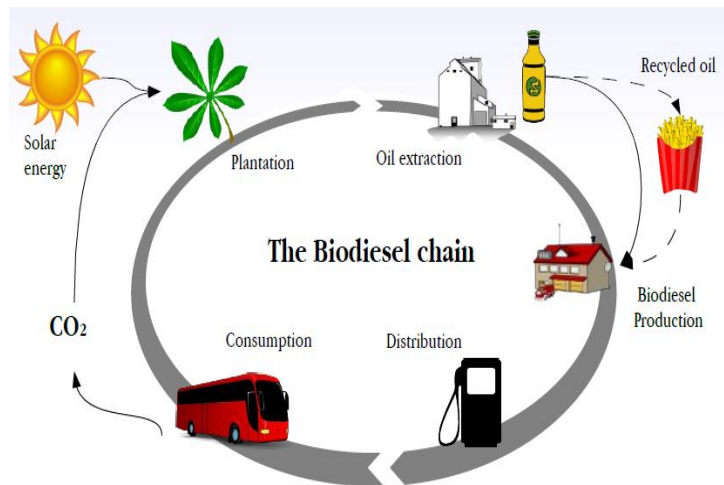 Recycled oil
Solar
energy
Plantation
Oil extraction
The Biodiesel chain
Biodiesel
Production
CO₂
Consumption
Distribution